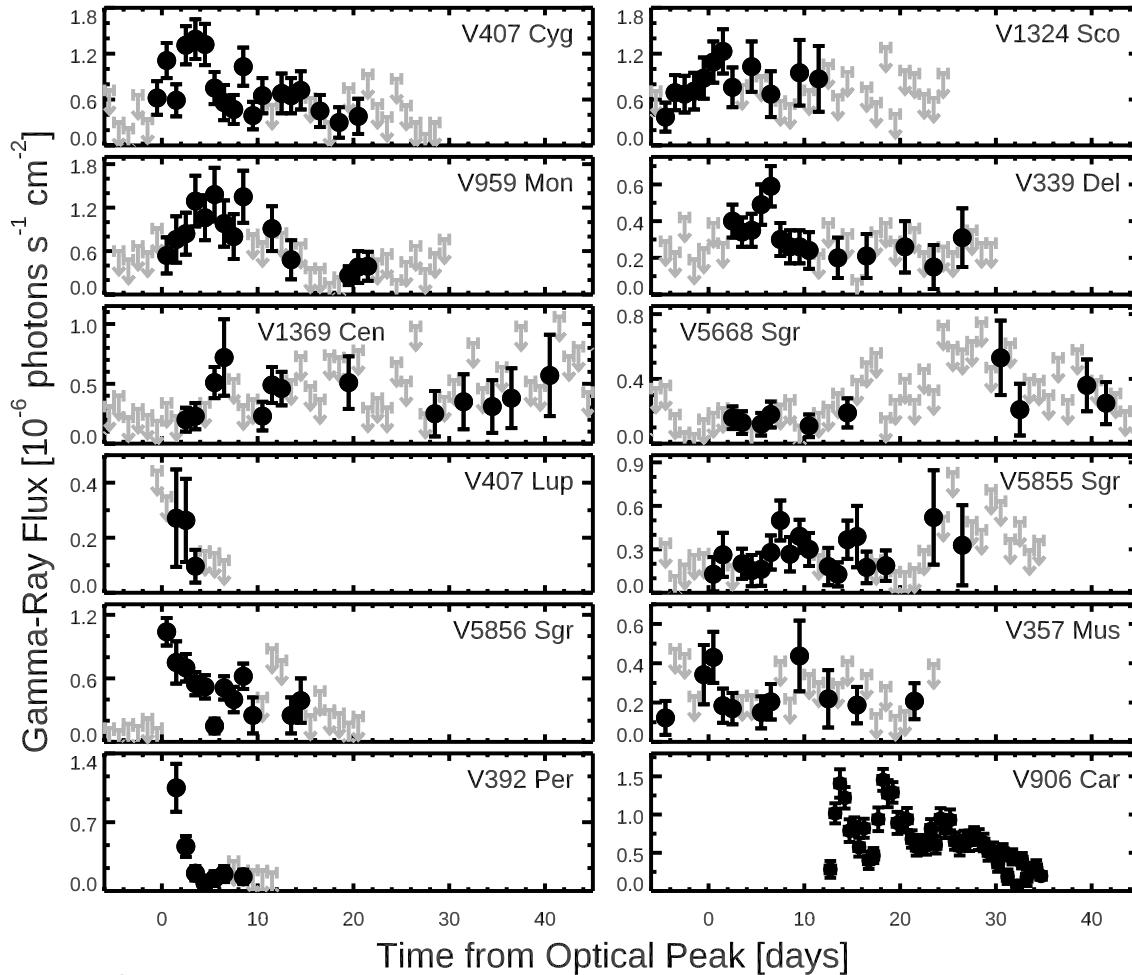 Gamma-Ray Flux [10⁻⁶ photons s⁻¹ cm⁻²]
1.8
1.2
0.6
0.0
V407 Cyg
1.8
1.2
0.6
0.0
V1324 Sco
1.8
1.2
0.6
0.0
V959 Mon
0.6
0.4
0.2
0.0
V339 Del
1.0
0.5
0.0
V1369 Cen
0.8
0.4
0.0
V5668 Sgr
0.4
0.2
0.0
V407 Lup
0.9
0.6
0.3
0.0
V5855 Sgr
1.2
0.6
0.0
V5856 Sgr
0.6
0.4
0.2
0.0
V357 Mus
1.4
0.7
0.0
V392 Per
1.5
1.0
0.5
0.0
V906 Car
0 10 20 30 40
0 10 20 30 40
Time from Optical Peak [days]